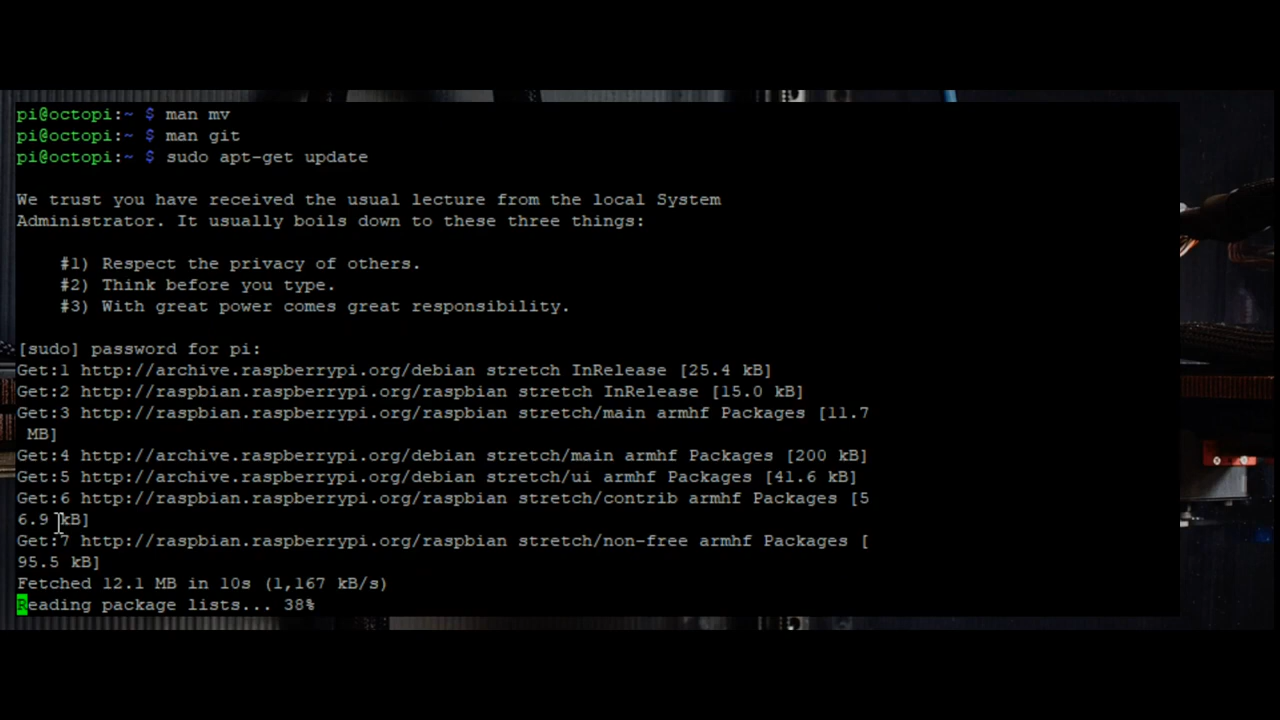 pi@octopi:~ $ man mv
pi@octopi:~ $ man git
pi@octopi:~ $ sudo apt-get update
We trust you have received the usual lecture from the local System
Administrator. It usually boils down to these three things:
#1) Respect the privacy of others.
#2) Think before you type.
#3) With great power comes great responsibility.
[sudo] password for pi:
Get:1 http://archive.raspberrypi.org/debian stretch InRelease [25.4 kB]
Get:2 http://raspbian.raspberrypi.org/raspbian stretch InRelease [15.0 kB]
Get:3 http://raspbian.raspberrypi.org/raspbian stretch/main armhf Packages [11.7
MB]
Get:4 http://archive.raspberrypi.org/debian stretch/main armhf Packages [200 kB]
Get:5 http://archive.raspberrypi.org/debian stretch/ui armhf Packages [41.6 kB]
Get:6 http://raspbian.raspberrypi.org/raspbian stretch/contrib armhf Packages [5
6.9 kB]
Get:7 http://raspbian.raspberrypi.org/raspbian stretch/non-free armhf Packages [
95.5 kB]
Fetched 12.1 MB in 10s (1,167 kB/s)
Reading package lists... 38%